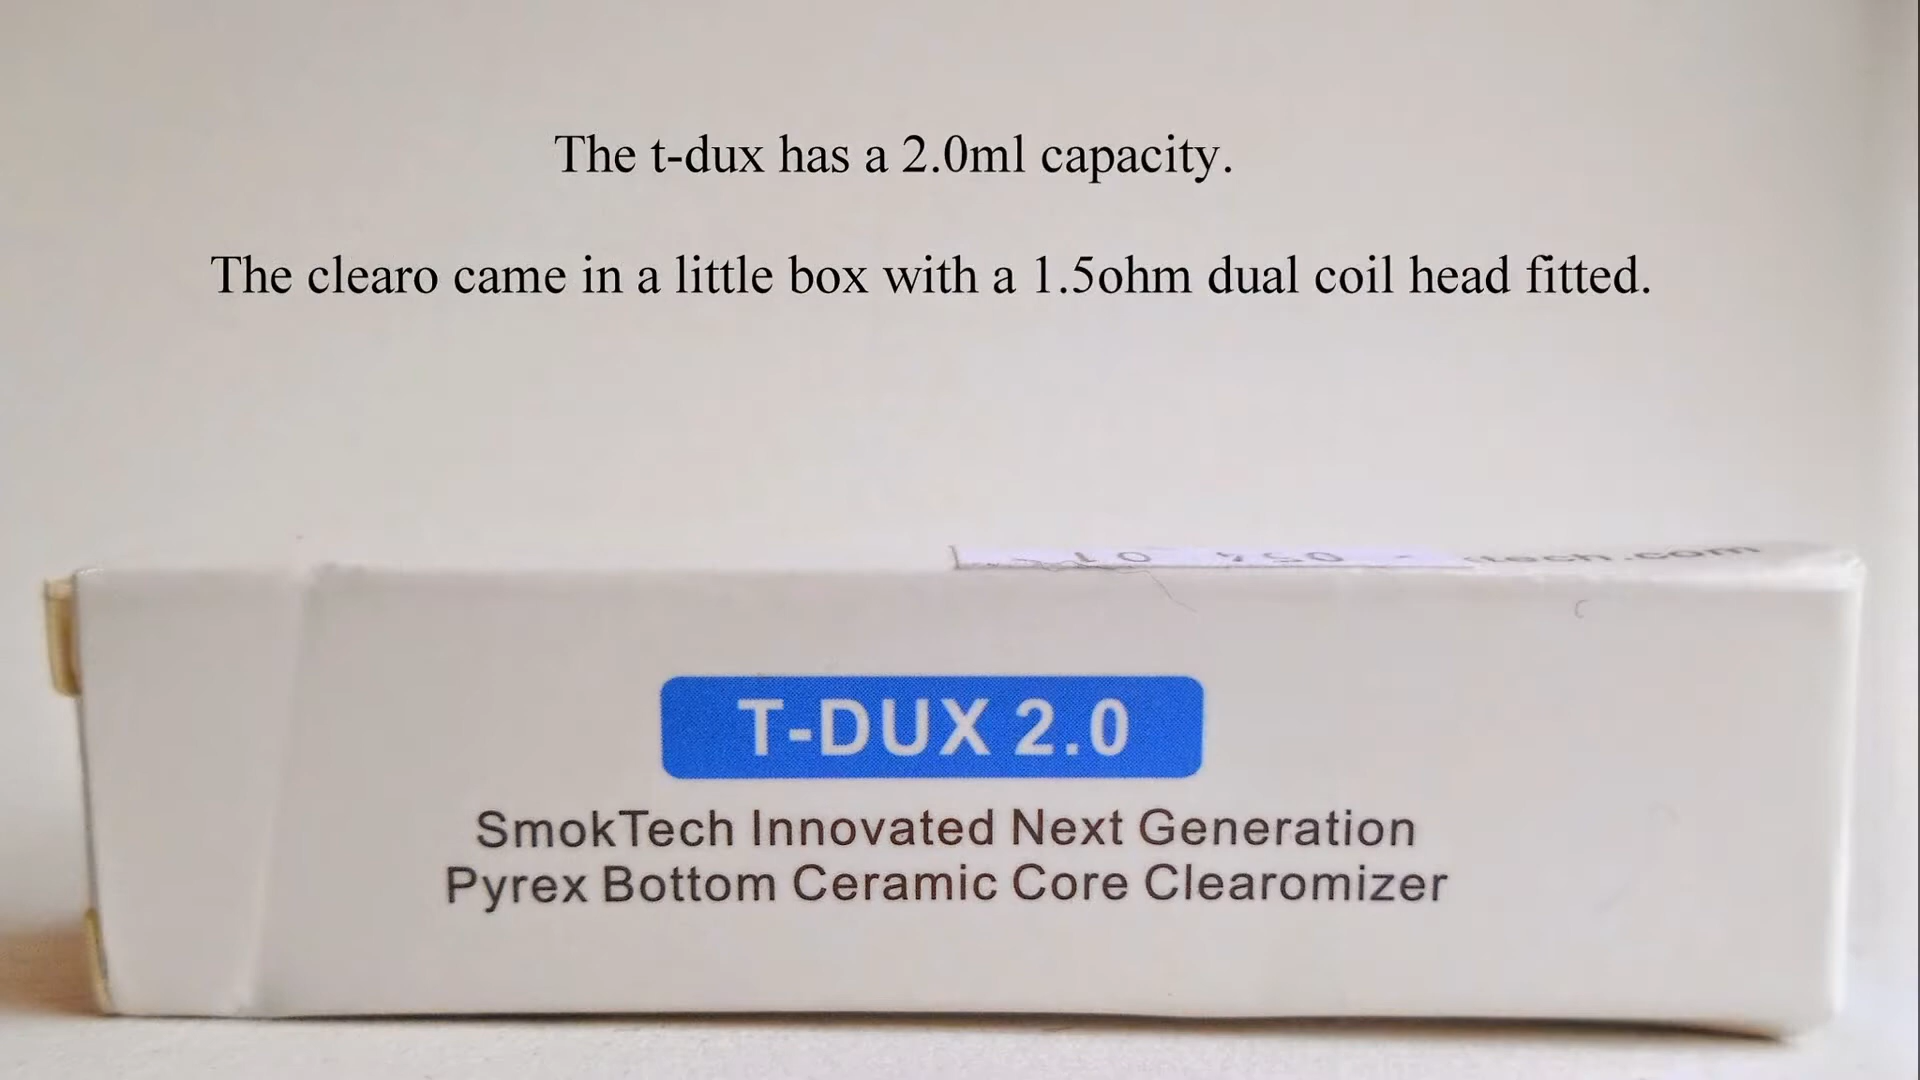 The t-dux has a 2.0ml capacity.
The clearo came in a little box with a 1.5ohm dual coil head fitted.
T-DUX 2.0
SmokTech Innovated Next Generation
Pyrex Bottom Ceramic Core Clearomizer